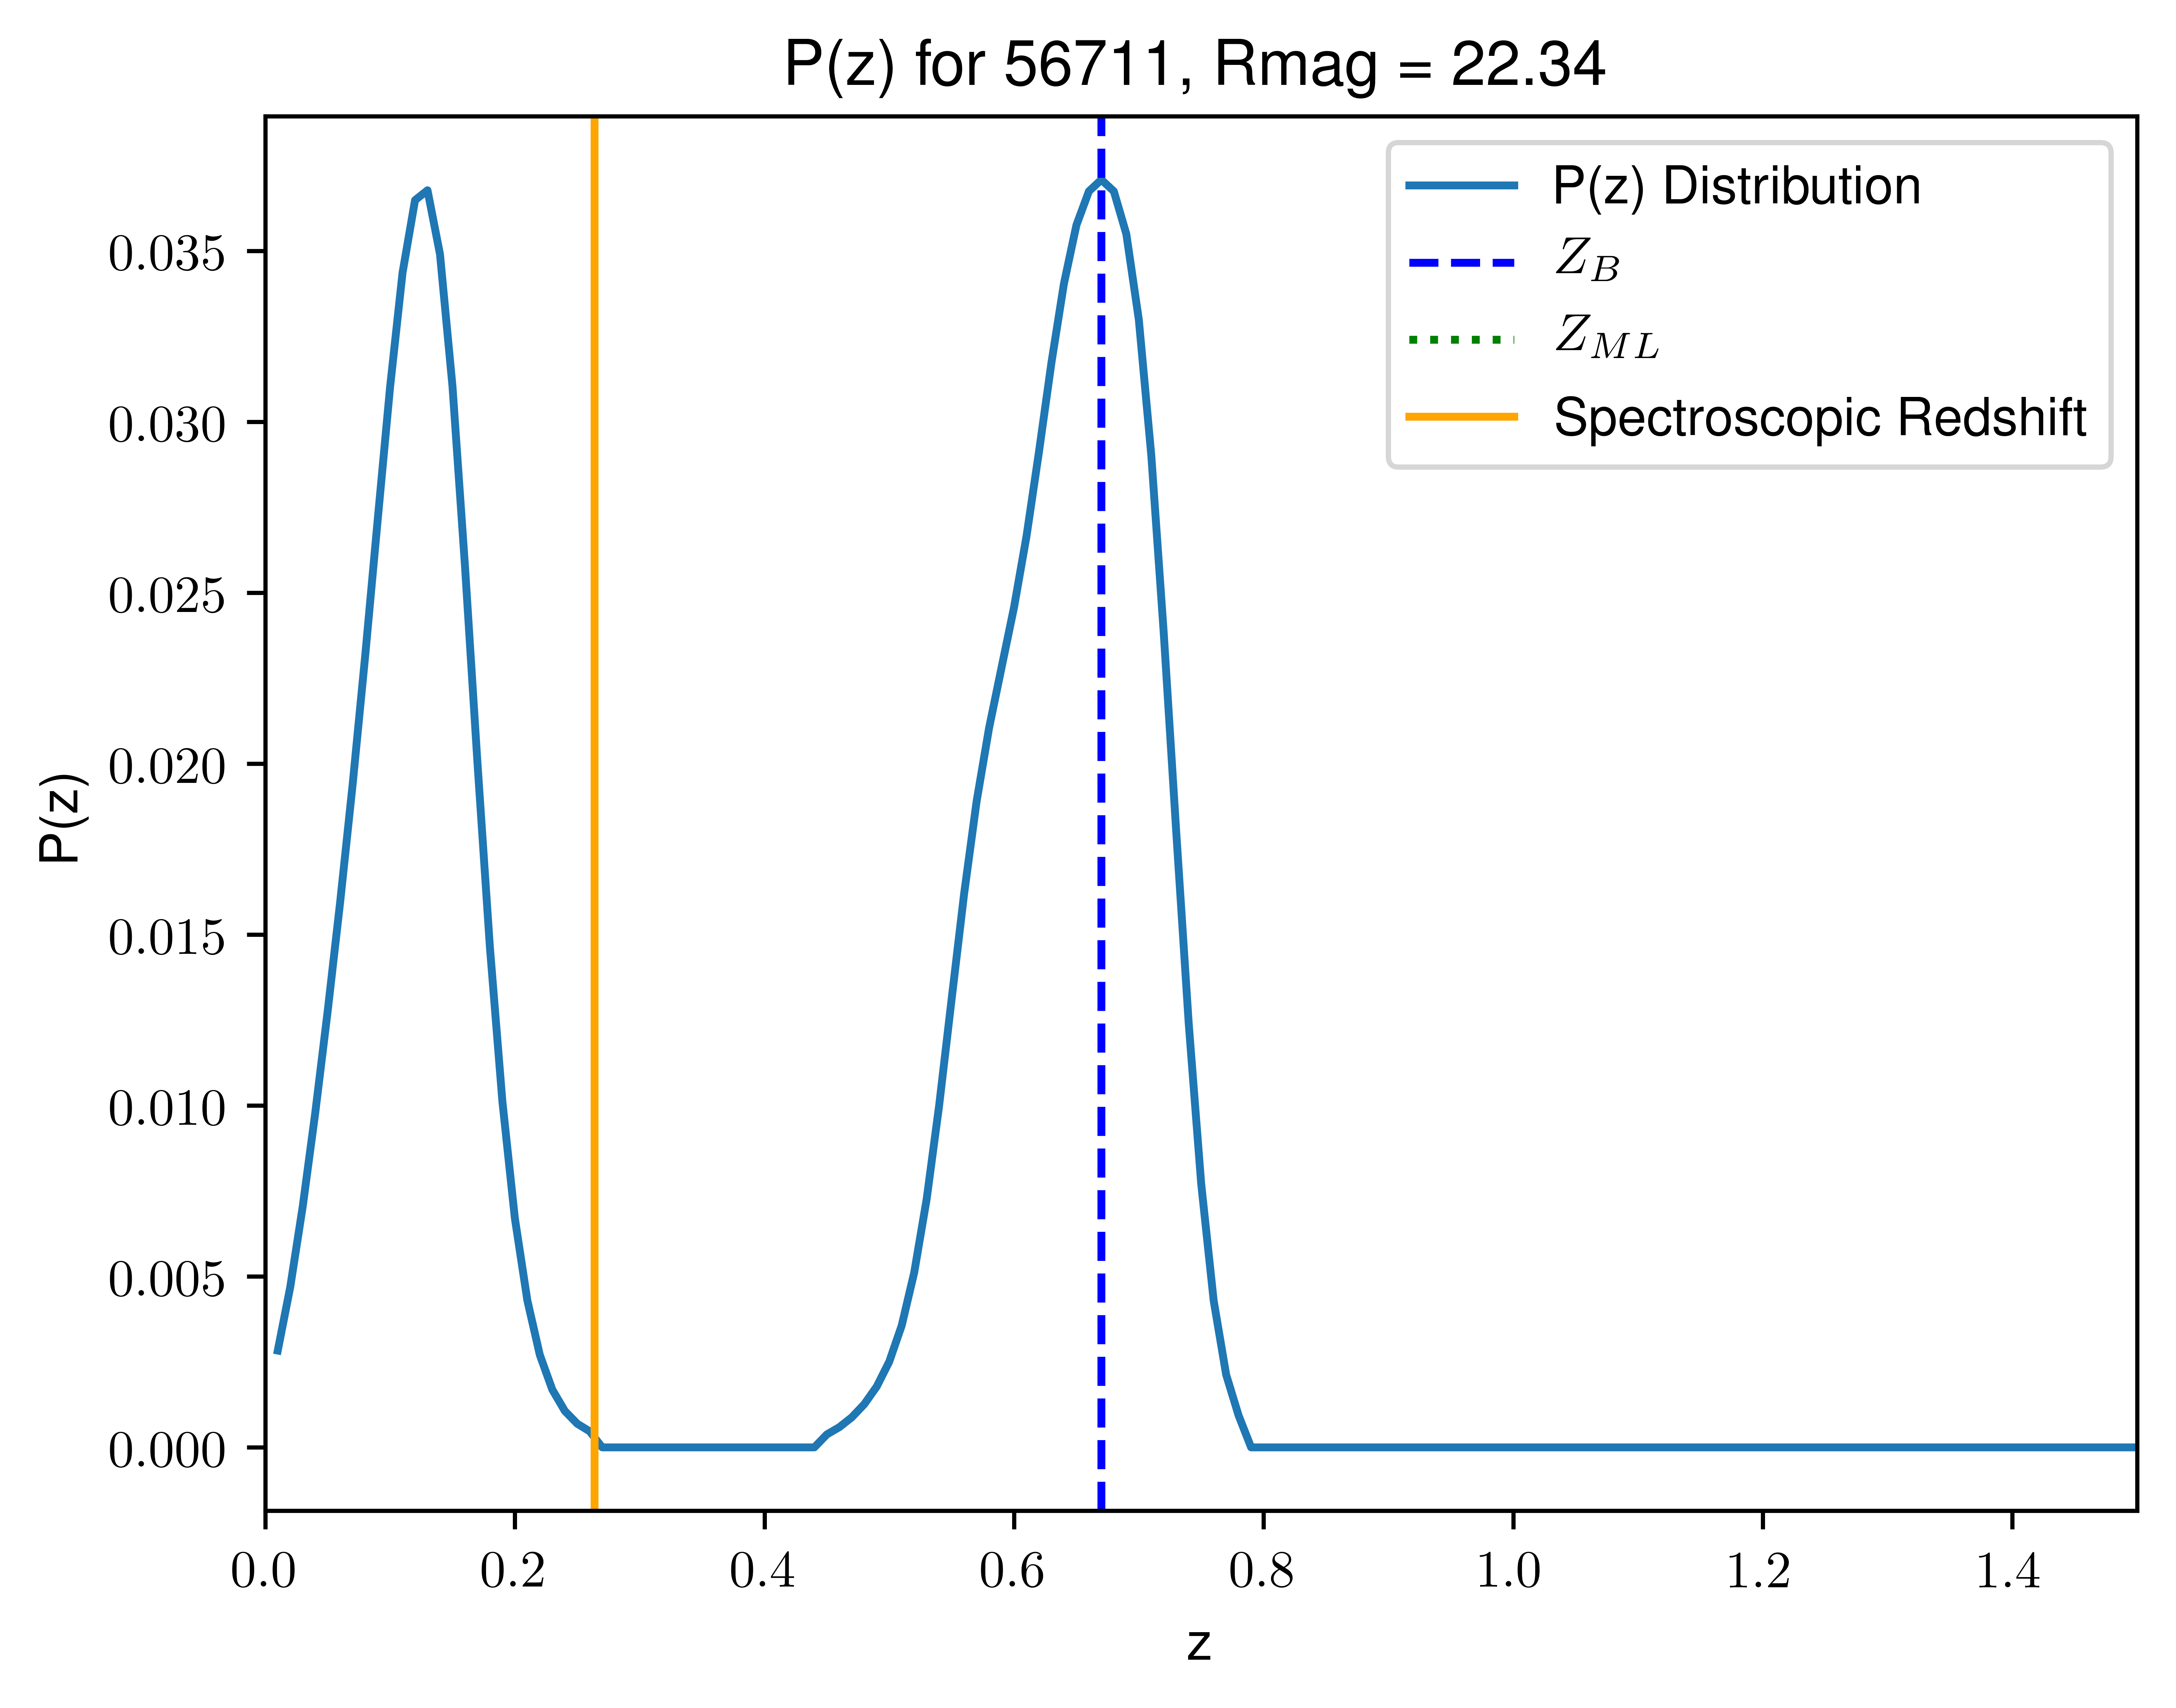 P(z) for 56711, Rmag = 22.34
P(z) Distribution
Z_B
Z_{ML}
Spectroscopic Redshift
0.035
0.030
0.025
0.020
0.015
0.010
0.005
0.000
P(z)
0.0 0.2 0.4 0.6 0.8 1.0 1.2 1.4
z